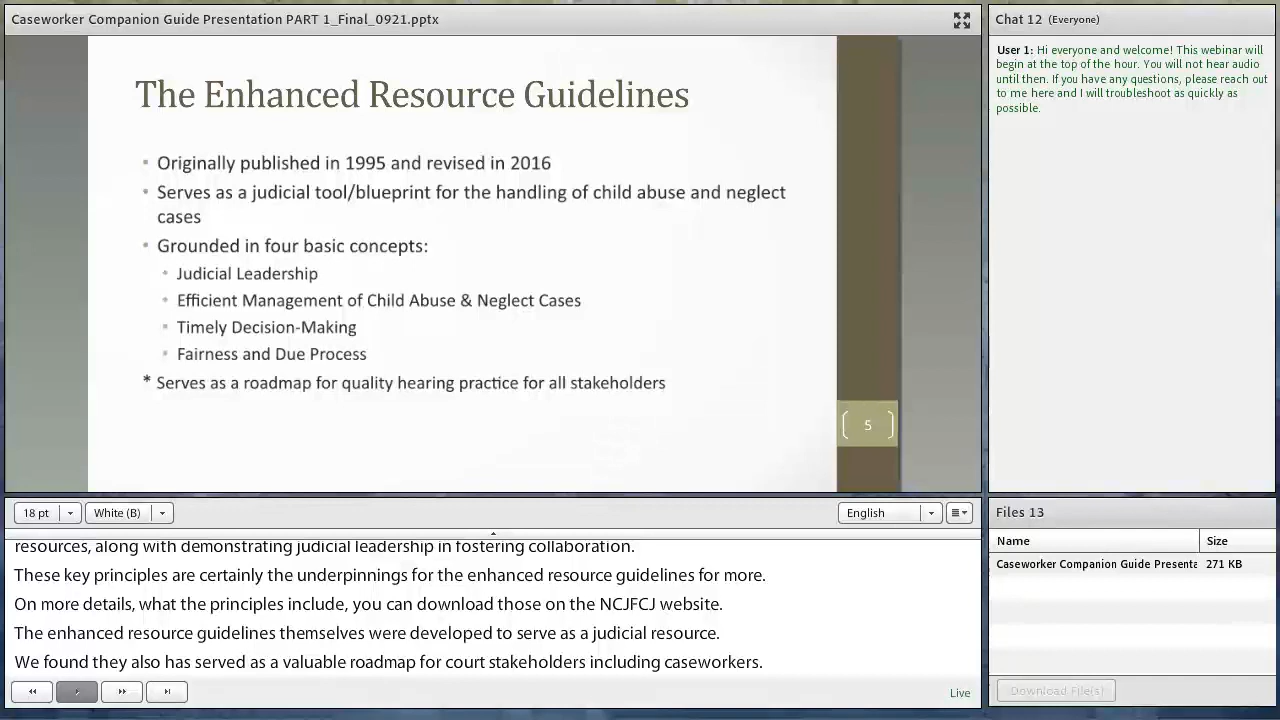 Caseworker Companion Guide Presentation PART 1_Final_0921.pptx
The Enhanced Resource Guidelines
Originally published in 1995 and revised in 2016
Serves as a judicial tool/blueprint for the handling of child abuse and neglect
cases
Grounded in four basic concepts:
Judicial Leadership
Efficient Management of Child Abuse & Neglect Cases
Timely Decision-Making
Fairness and Due Process
* Serves as a roadmap for quality hearing practice for all stakeholders
5
Chat 12 (Everyone)
User 1: Hi everyone and welcome! This webinar will
begin at the top of the hour. You will not hear audio
until then. If you have any questions, please reach out
to me here and I will troubleshoot as quickly as
possible.
18 pt White (B) English
resources, along with demonstrating judicial leadership in fostering collaboration.
These key principles are certainly the underpinnings for the enhanced resource guidelines for more.
On more details, what the principles include, you can download those on the NCJFCJ website.
The enhanced resource guidelines themselves were developed to serve as a judicial resource.
We found they also has served as a valuable roadmap for court stakeholders including caseworkers.
Live
Files 13
Name Size
Caseworker Companion Guide Presenta 271 KB
Download File(s)